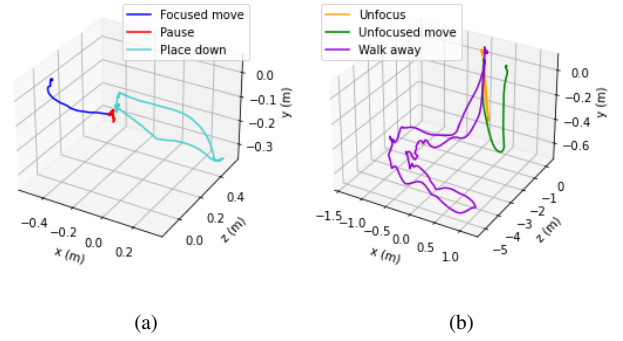 Focused move
Pause
Place down
0.0
−0.1
−0.2
−0.3
y (m)
−0.4
−0.2
0.0
0.2
x (m)
0.0
0.2
0.4
z (m)
(a)
Unfocus
Unfocused move
Walk away
0.0
−0.2
−0.4
−0.6
y (m)
−1.5
−1.0
−0.5
0.0
0.5
1.0
x (m)
0
−1
−2
−3
−4
−5
z (m)
(b)